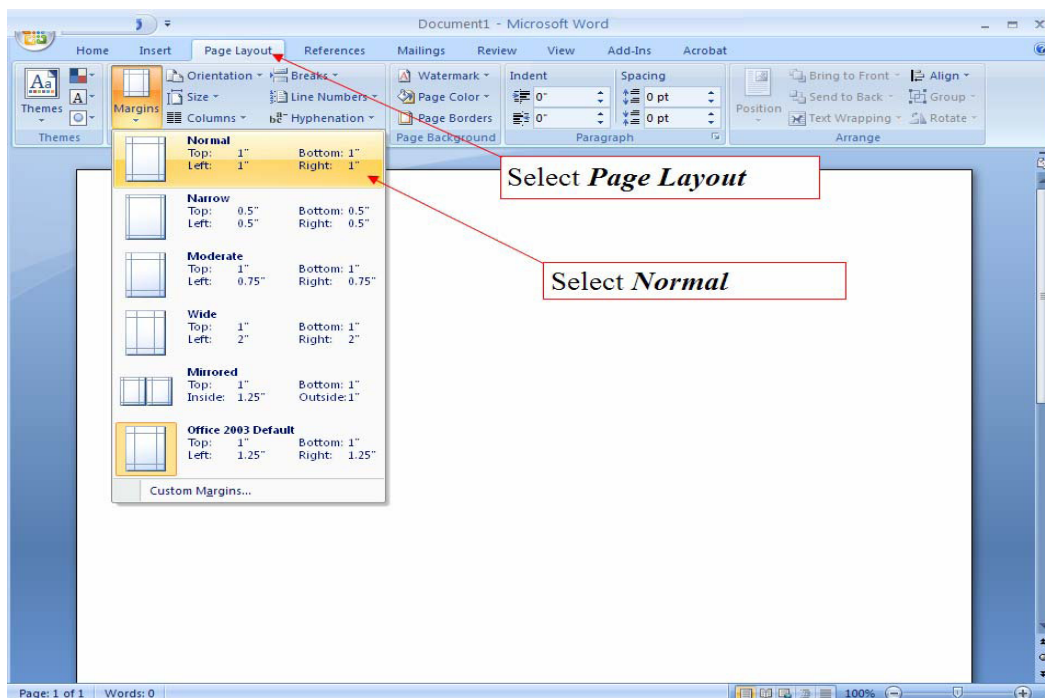 Document1 - Microsoft Word
Home Insert Page Layout References Mailings Review View Add-Ins Acrobat
Aa Orientation Breaks Watermark Indent Spacing Bring to Front Align
Themes A Margins Size Line Numbers Page Color 0" 0 pt Position Send to Back Group
Columns Hyphenation Page Borders 0" 0 pt Text Wrapping Rotate
Themes Page Background Paragraph Arrange
Normal
Top: 1" Bottom: 1"
Left: 1" Right: 1"
Select Page Layout
Narrow
Top: 0.5" Bottom: 0.5"
Left: 0.5" Right: 0.5"
Moderate
Top: 1" Bottom: 1"
Left: 0.75" Right: 0.75"
Select Normal
Wide
Top: 1" Bottom: 1"
Left: 2" Right: 2"
Mirrored
Top: 1" Bottom: 1"
Inside: 1.25" Outside: 1"
Office 2003 Default
Top: 1" Bottom: 1"
Left: 1.25" Right: 1.25"
Custom Margins...
Page: 1 of 1 Words: 0 100%